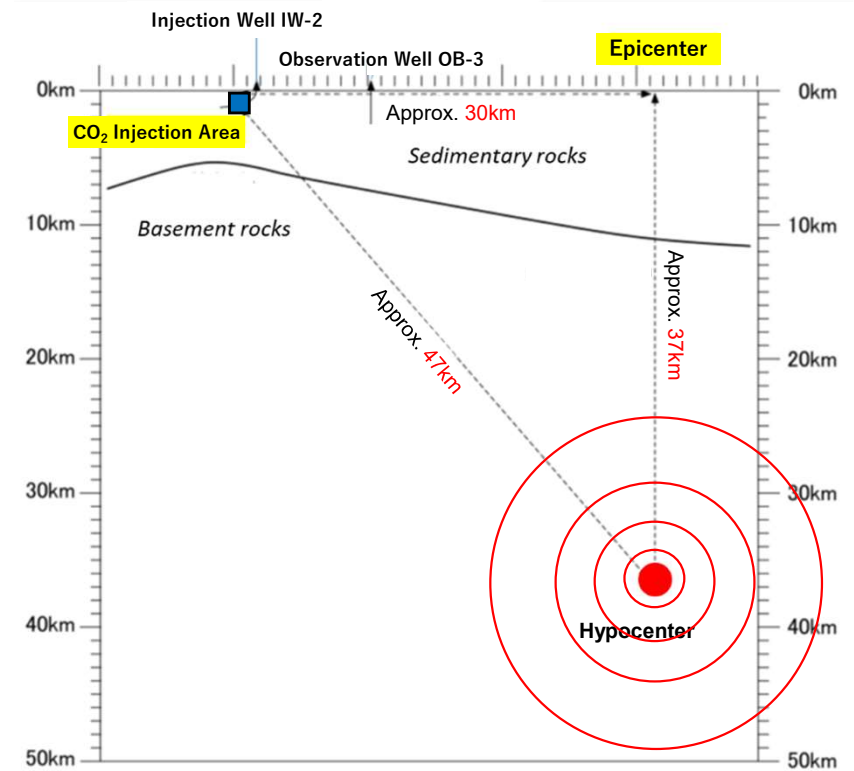 Injection Well IW-2
Observation Well OB-3
Epicenter
0km
0km
Approx. 30km
CO₂ Injection Area
Sedimentary rocks
10km
10km
Basement rocks
Approx. 37km
Approx. 47km
20km
20km
30km
30km
40km
40km
Hypocenter
50km
50km